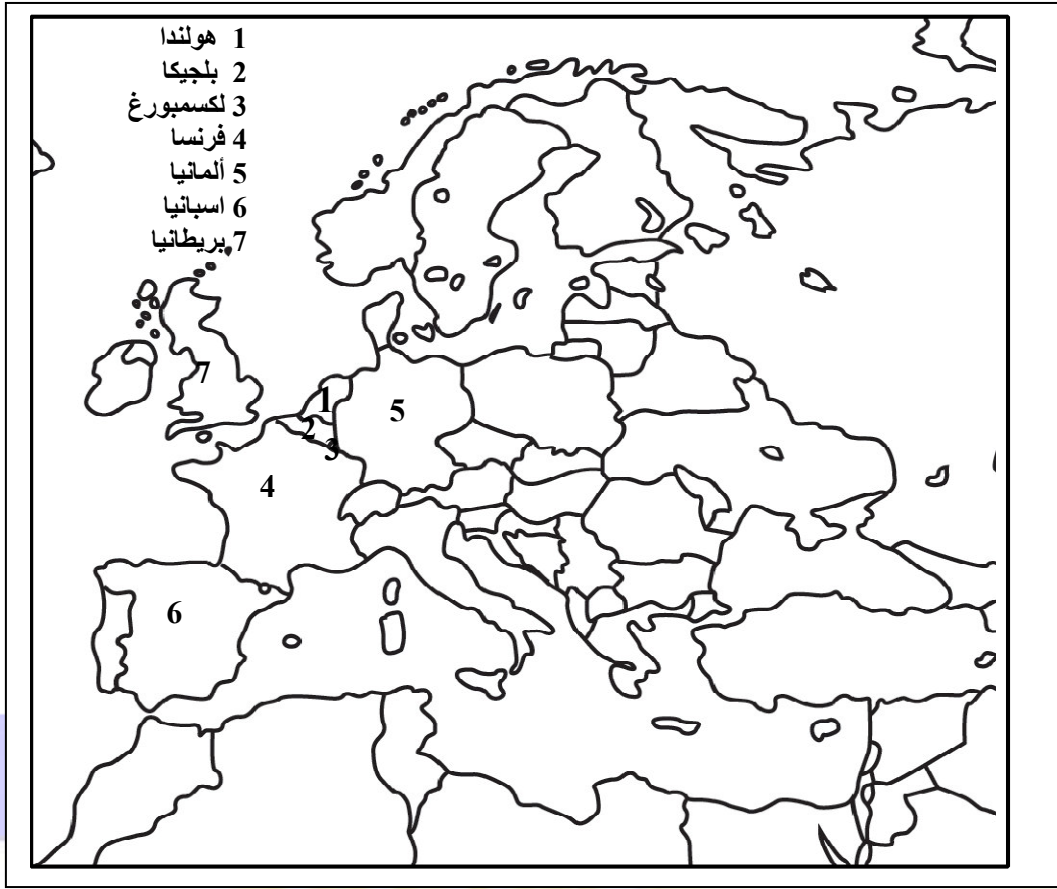 1 هولندا
2 بلجيكا
3 لكسمبورغ
4 فرنسا
5 ألمانيا
6 اسبانيا
7 بريطانيا
7
1
5
2
3
4
6